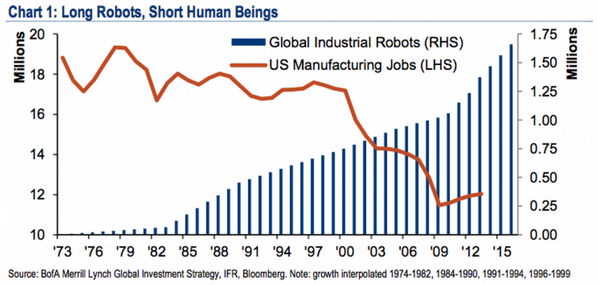 Chart 1: Long Robots, Short Human Beings
Millions
Millions
Global Industrial Robots (RHS)
US Manufacturing Jobs (LHS)
20
18
16
14
12
10
1.75
1.50
1.25
1.00
0.75
0.50
0.25
0.00
'73 '76 '79 '82 '85 '88 '91 '94 '97 '00 '03 '06 '09 '12 '15
Source: BofA Merrill Lynch Global Investment Strategy, IFR, Bloomberg. Note: growth interpolated 1974-1982, 1984-1990, 1991-1994, 1996-1999